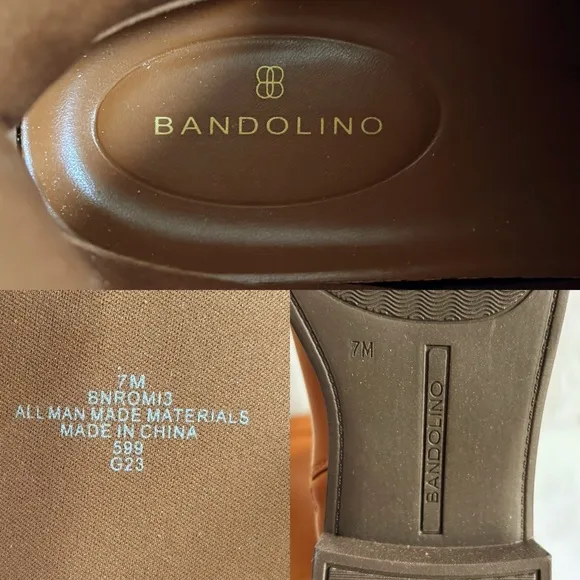 BANDOLINO
7M
BNROMI3
ALL MAN MADE MATERIALS
MADE IN CHINA
599
G23
7M
BANDOLINO